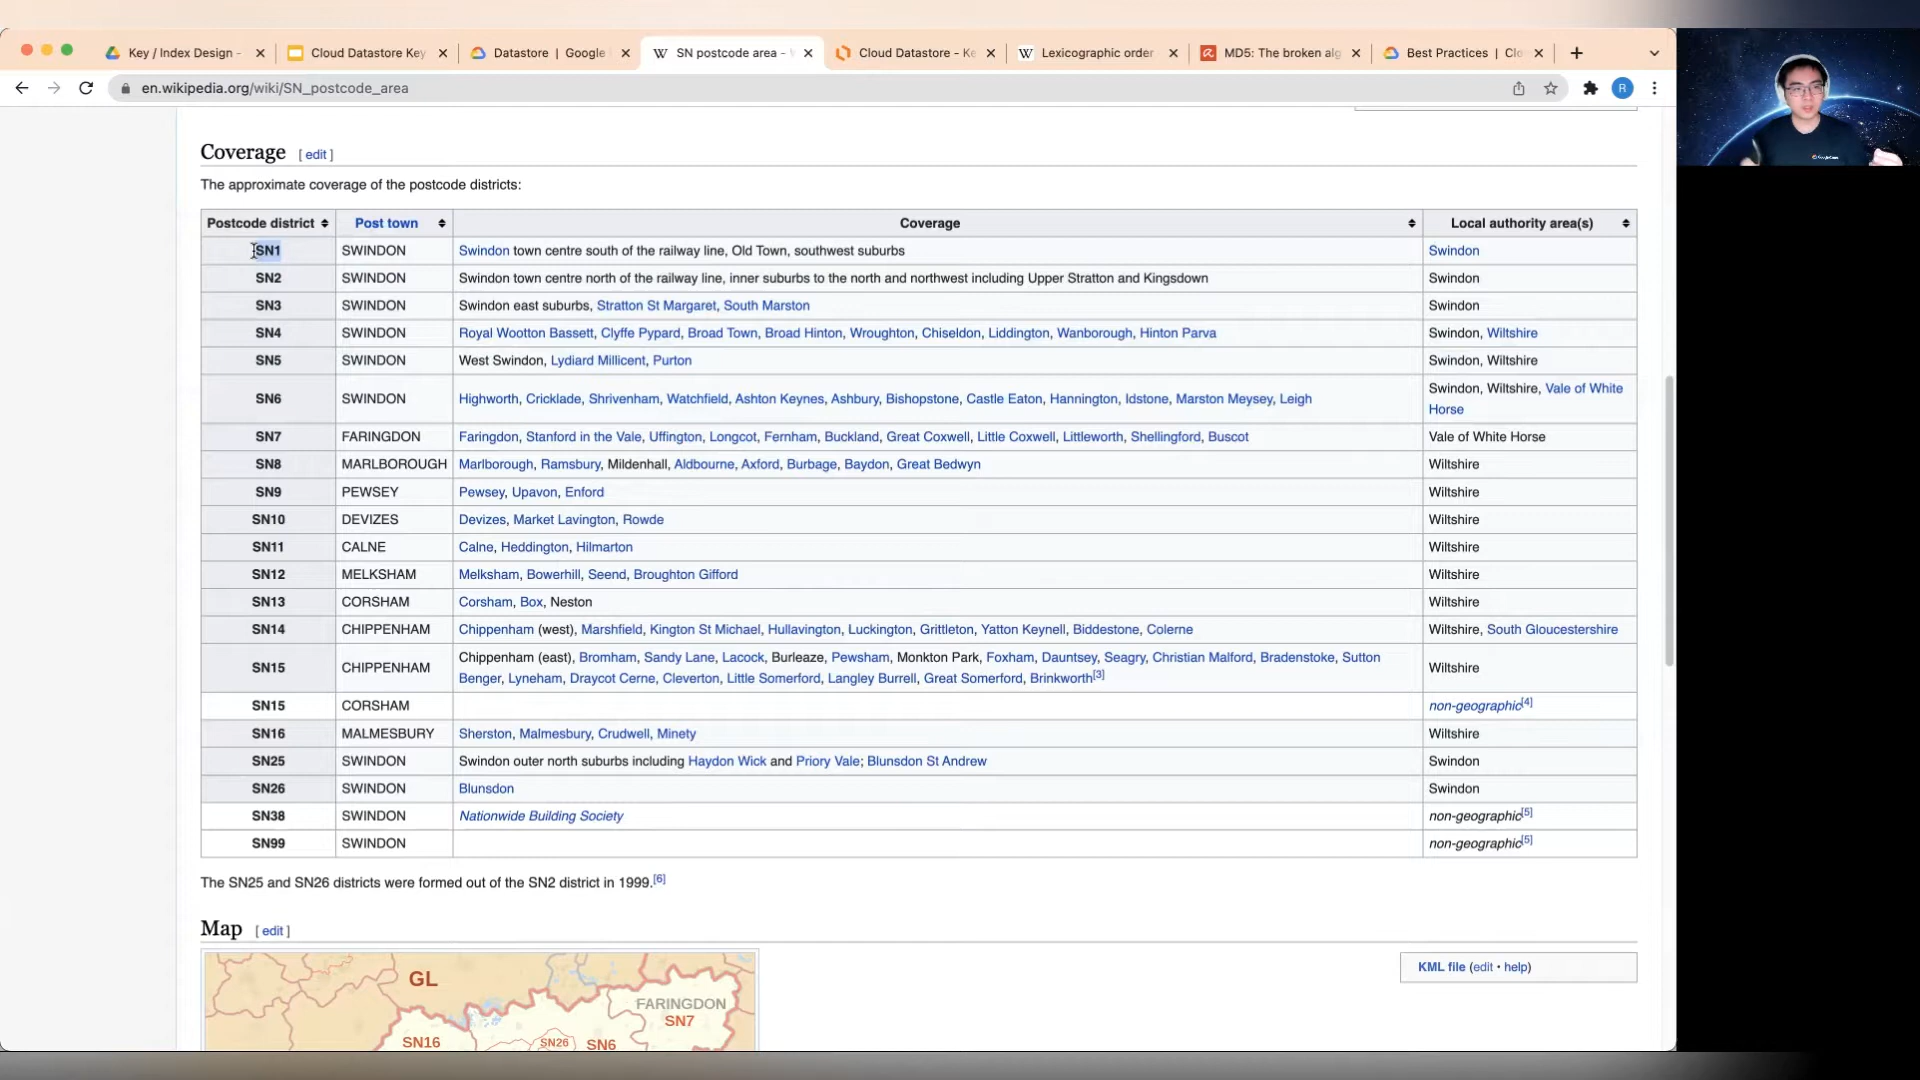 Key / Index Design -
Cloud Datastore Key
Datastore | Google
SN postcode area -
Cloud Datastore - Ke
Lexicographic order
MD5: The broken alg
Best Practices | Clo
en.wikipedia.org/wiki/SN_postcode_area
R
Coverage [ edit ]
The approximate coverage of the postcode districts:
Postcode district Post town Coverage Local authority area(s)
SN1 SWINDON Swindon town centre south of the railway line, Old Town, southwest suburbs Swindon
SN2 SWINDON Swindon town centre north of the railway line, inner suburbs to the north and northwest including Upper Stratton and Kingsdown Swindon
SN3 SWINDON Swindon east suburbs, Stratton St Margaret, South Marston Swindon
SN4 SWINDON Royal Wootton Bassett, Clyffe Pypard, Broad Town, Broad Hinton, Wroughton, Chiseldon, Liddington, Wanborough, Hinton Parva Swindon, Wiltshire
SN5 SWINDON West Swindon, Lydiard Millicent, Purton Swindon, Wiltshire
SN6 SWINDON Highworth, Cricklade, Shrivenham, Watchfield, Ashton Keynes, Ashbury, Bishopstone, Castle Eaton, Hannington, Idstone, Marston Meysey, Leigh Swindon, Wiltshire, Vale of White
Horse
SN7 FARINGDON Faringdon, Stanford in the Vale, Uffington, Longcot, Fernham, Buckland, Great Coxwell, Little Coxwell, Littleworth, Shellingford, Buscot Vale of White Horse
SN8 MARLBOROUGH Marlborough, Ramsbury, Mildenhall, Aldbourne, Axford, Burbage, Baydon, Great Bedwyn Wiltshire
SN9 PEWSEY Pewsey, Upavon, Enford Wiltshire
SN10 DEVIZES Devizes, Market Lavington, Rowde Wiltshire
SN11 CALNE Calne, Heddington, Hilmarton Wiltshire
SN12 MELKSHAM Melksham, Bowerhill, Seend, Broughton Gifford Wiltshire
SN13 CORSHAM Corsham, Box, Neston Wiltshire
SN14 CHIPPENHAM Chippenham (west), Marshfield, Kington St Michael, Hullavington, Luckington, Grittleton, Yatton Keynell, Biddestone, Colerne Wiltshire, South Gloucestershire
SN15 CHIPPENHAM Chippenham (east), Bromham, Sandy Lane, Lacock, Burleaze, Pewsham, Monkton Park, Foxham, Dauntsey, Seagry, Christian Malford, Bradenstoke, Sutton
Benger, Lyneham, Draycot Cerne, Cleverton, Little Somerford, Langley Burrell, Great Somerford, Brinkworth[3] Wiltshire
SN15 CORSHAM non-geographic[4]
SN16 MALMESBURY Sherston, Malmesbury, Crudwell, Minety Wiltshire
SN25 SWINDON Swindon outer north suburbs including Haydon Wick and Priory Vale; Blunsdon St Andrew Swindon
SN26 SWINDON Blunsdon Swindon
SN38 SWINDON Nationwide Building Society non-geographic[5]
SN99 SWINDON non-geographic[5]
The SN25 and SN26 districts were formed out of the SN2 district in 1999.[6]
Map [ edit ]
KML file (edit • help)
GL
FARINGDON
SN7
SN16
SN26
SN6